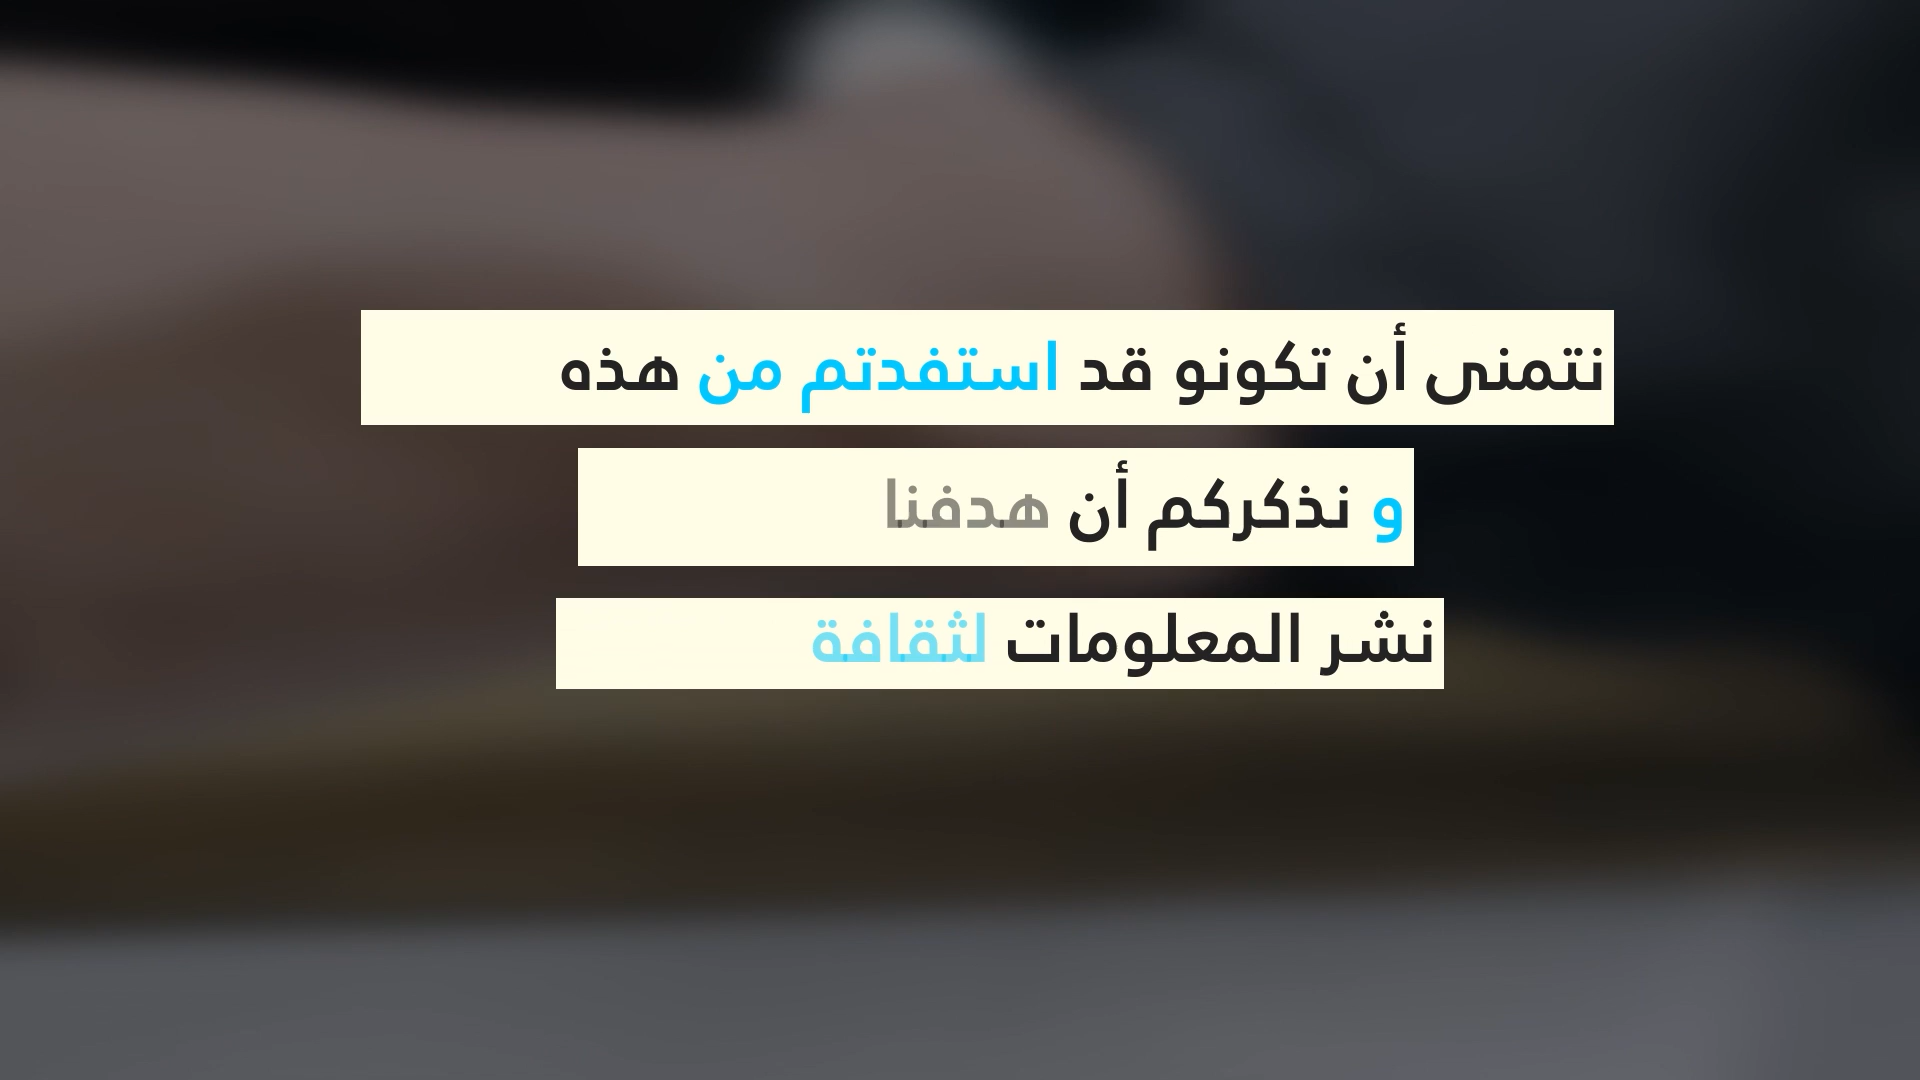 نتمنى أن تكونو قد استفدتم من هذه
و نذكركم أن هدفنا
نشر المعلومات لثقافة